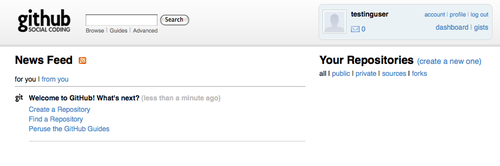 github
SOCIAL CODING
Search
Browse | Guides | Advanced
testinguser
account | profile | log out
0
dashboard | gists
News Feed
for you | from you
git
Welcome to GitHub! What's next? (less than a minute ago)
Create a Repository
Find a Repository
Peruse the GitHub Guides
Your Repositories (create a new one)
all | public | private | sources | forks